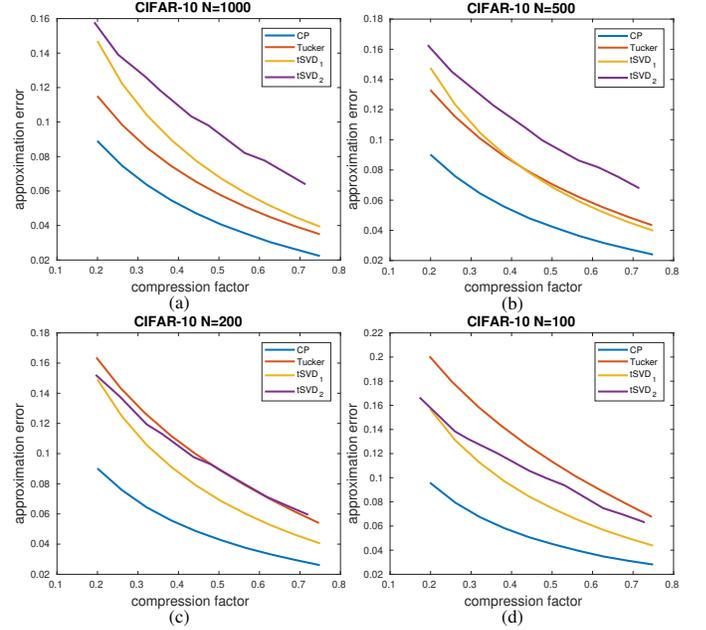 CIFAR-10 N=1000
approximation error
0.16
0.14
0.12
0.1
0.08
0.06
0.04
0.02
0.1 0.2 0.3 0.4 0.5 0.6 0.7 0.8
compression factor
CP
Tucker
tSVD1
tSVD2
(a)
CIFAR-10 N=500
approximation error
0.18
0.16
0.14
0.12
0.1
0.08
0.06
0.04
0.02
0.1 0.2 0.3 0.4 0.5 0.6 0.7 0.8
compression factor
CP
Tucker
tSVD1
tSVD2
(b)
CIFAR-10 N=200
approximation error
0.18
0.16
0.14
0.12
0.1
0.08
0.06
0.04
0.02
0.1 0.2 0.3 0.4 0.5 0.6 0.7 0.8
compression factor
CP
Tucker
tSVD1
tSVD2
(c)
CIFAR-10 N=100
approximation error
0.22
0.2
0.18
0.16
0.14
0.12
0.1
0.08
0.06
0.04
0.02
0.1 0.2 0.3 0.4 0.5 0.6 0.7 0.8
compression factor
CP
Tucker
tSVD1
tSVD2
(d)